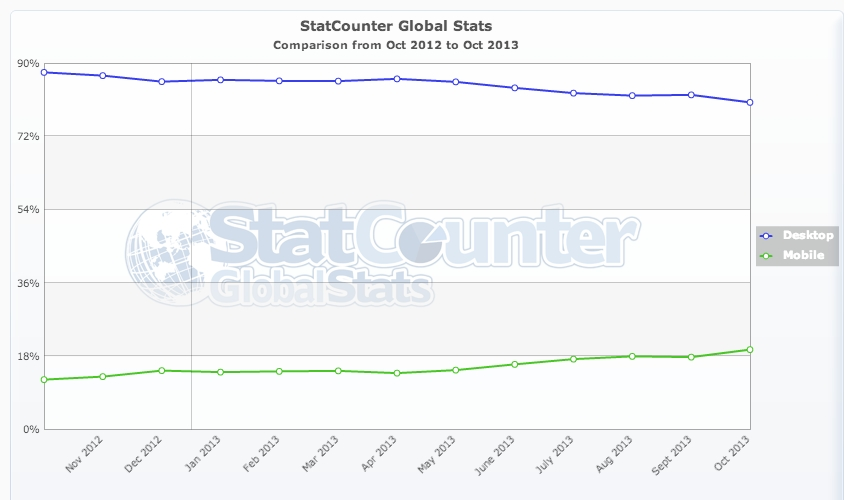 StatCounter Global Stats
Comparison from Oct 2012 to Oct 2013
90%
72%
54%
36%
18%
0%
StatCounter
GlobalStats
Desktop
Mobile
Nov 2012
Dec 2012
Jan 2013
Feb 2013
Mar 2013
Apr 2013
May 2013
June 2013
July 2013
Aug 2013
Sept 2013
Oct 2013